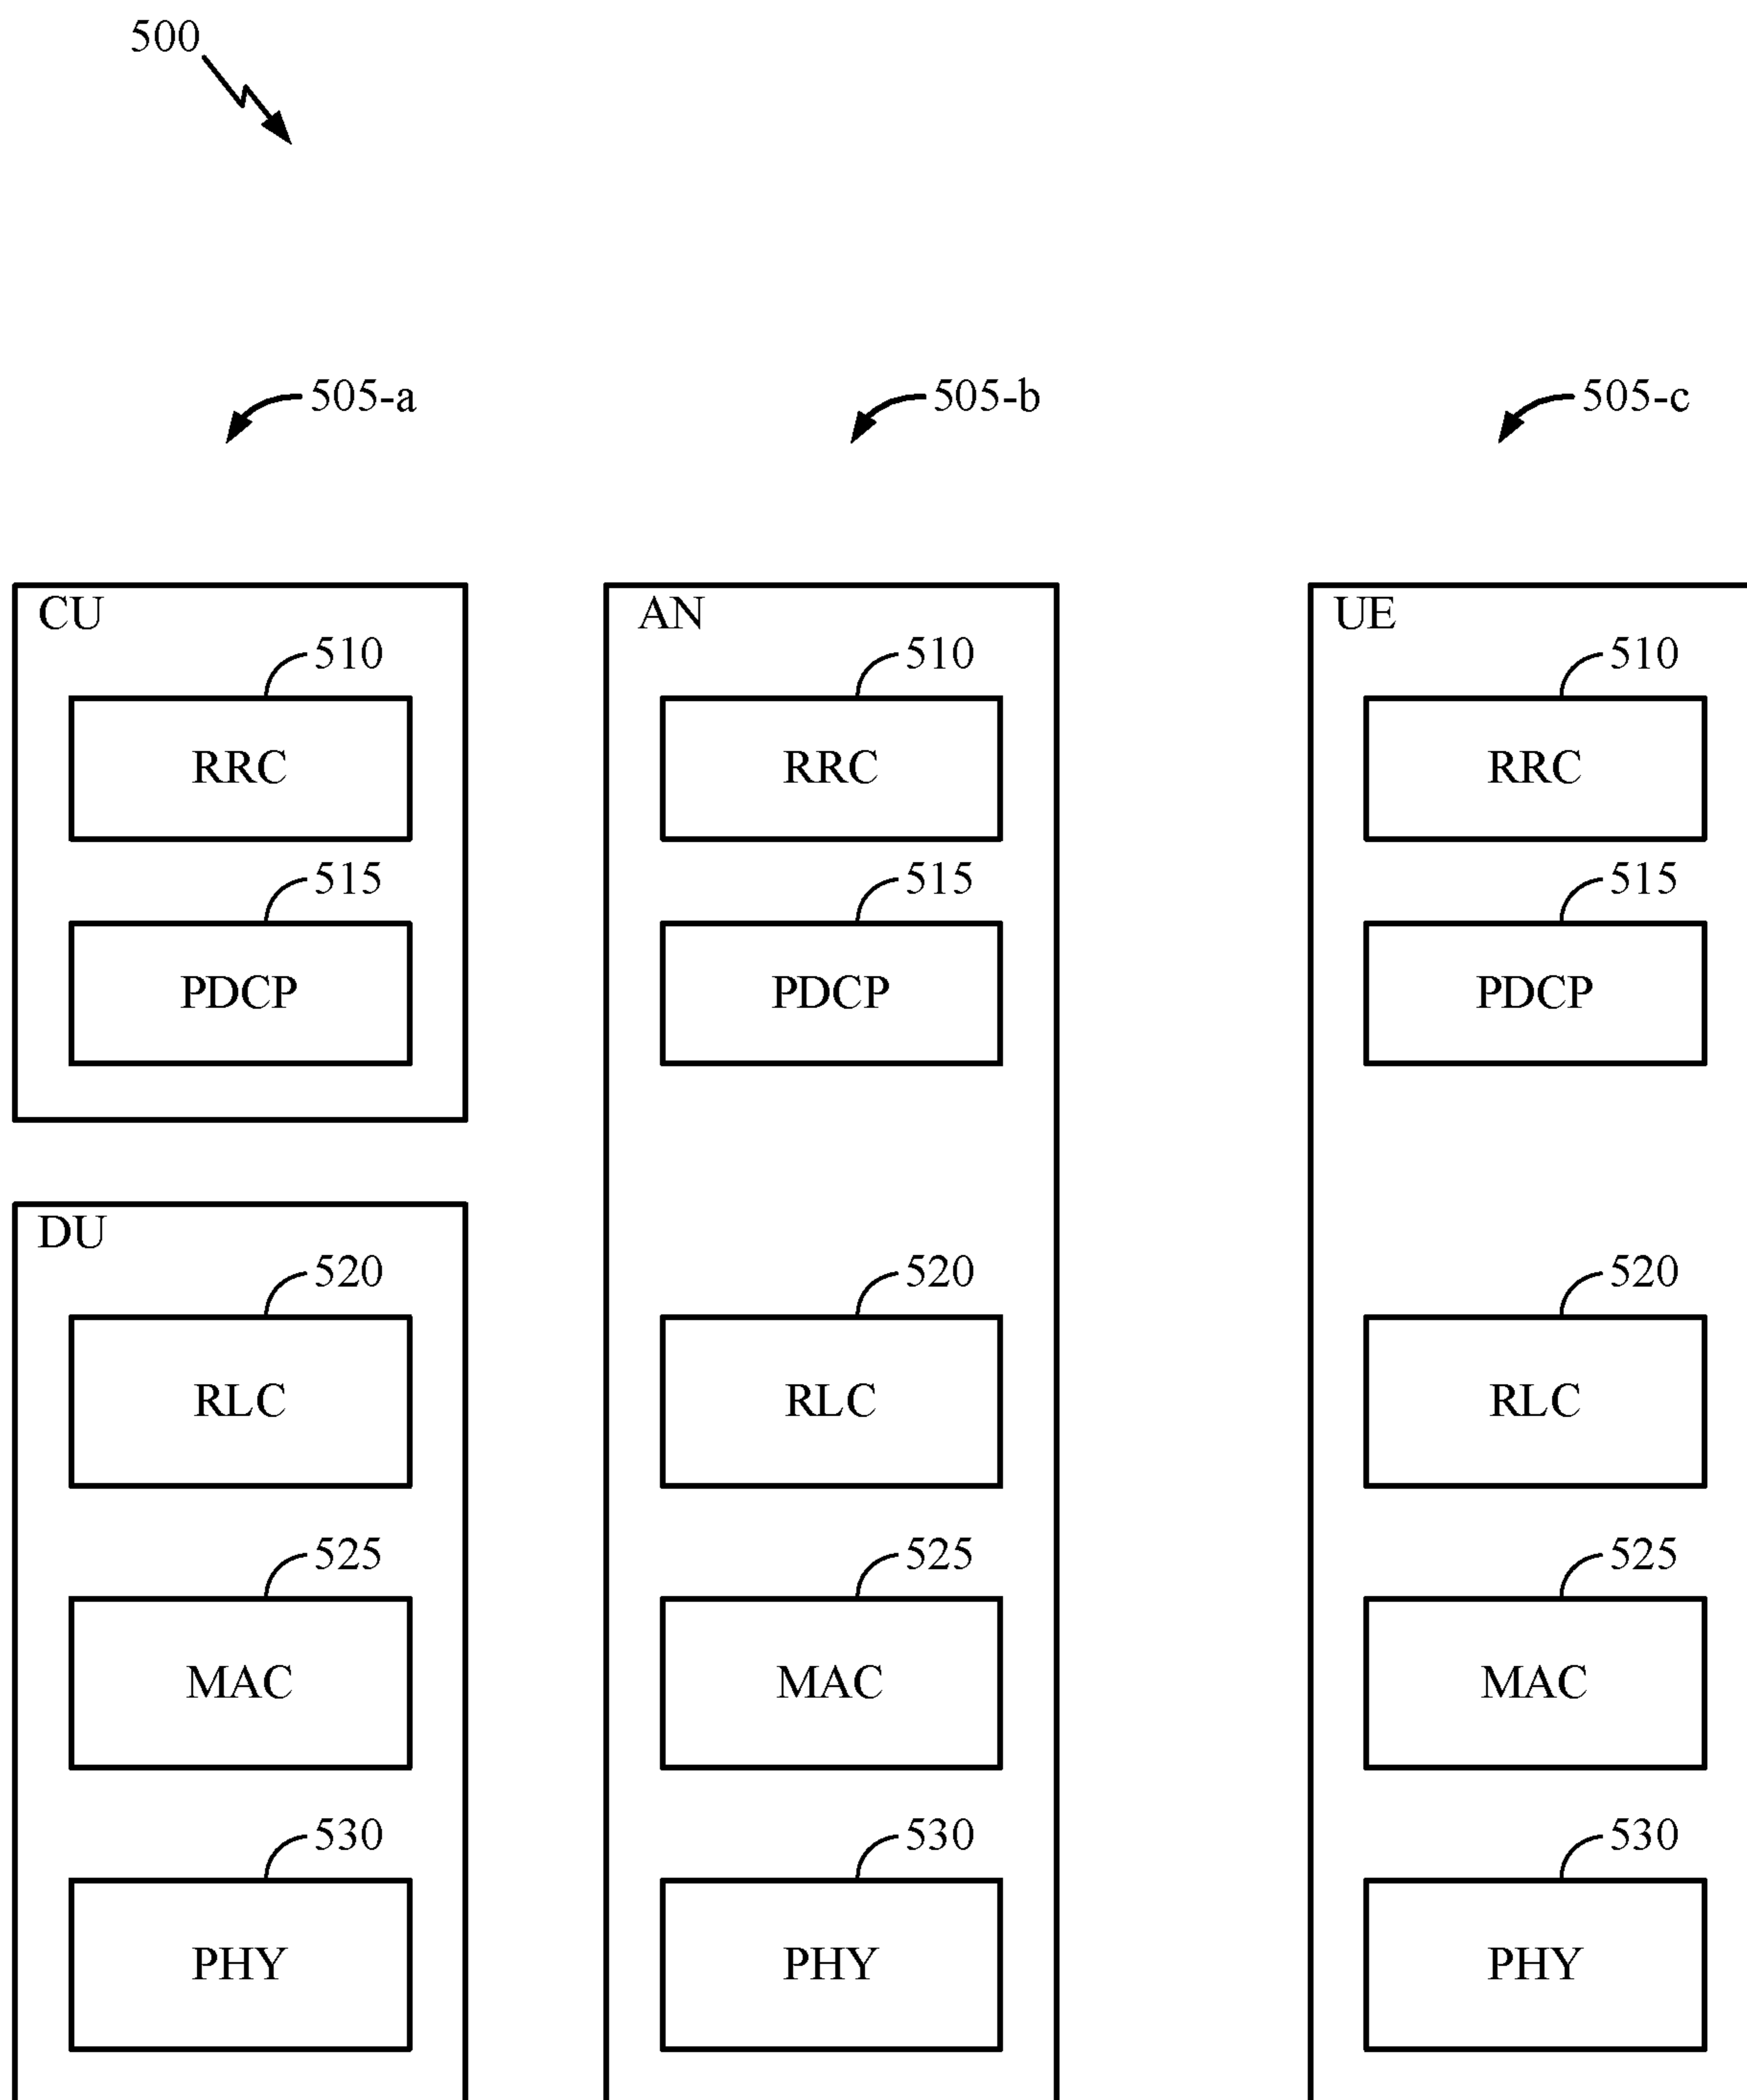 500
505-a 505-b 505-c
CU AN UE
510 510 510
RRC RRC RRC
515 515 515
PDCP PDCP PDCP
DU
520 520 520
RLC RLC RLC
525 525 525
MAC MAC MAC
530 530 530
PHY PHY PHY